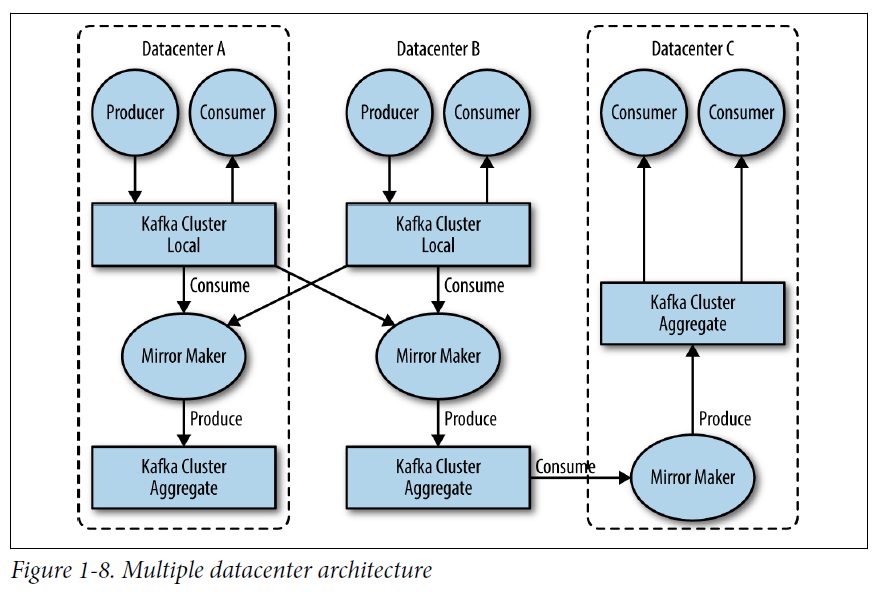 Datacenter A
Datacenter B
Datacenter C
Producer
Consumer
Producer
Consumer
Consumer
Consumer
Kafka Cluster
Local
Kafka Cluster
Local
Consume
Consume
Kafka Cluster
Aggregate
Mirror Maker
Mirror Maker
Produce
Produce
Produce
Kafka Cluster
Aggregate
Kafka Cluster
Aggregate
Consume
Mirror Maker
Figure 1-8. Multiple datacenter architecture